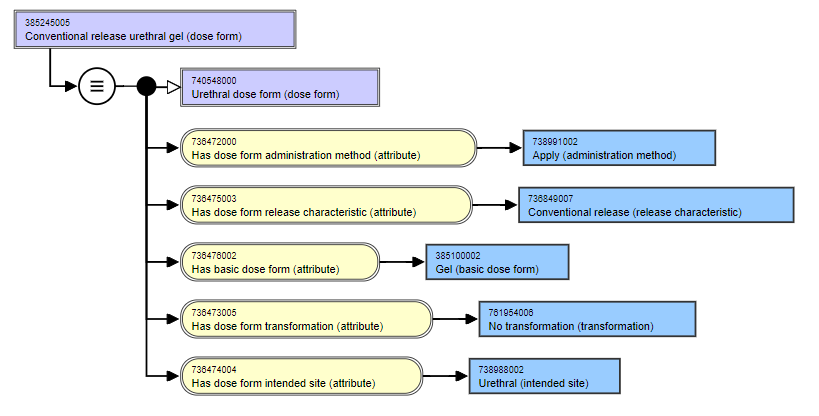 385245005
Conventional release urethral gel (dose form)
740548000
Urethral dose form (dose form)
736472000
Has dose form administration method (attribute)
738991002
Apply (administration method)
736475003
Has dose form release characteristic (attribute)
736849007
Conventional release (release characteristic)
736476002
Has basic dose form (attribute)
385100002
Gel (basic dose form)
736473005
Has dose form transformation (attribute)
761954006
No transformation (transformation)
736474004
Has dose form intended site (attribute)
738988002
Urethral (intended site)